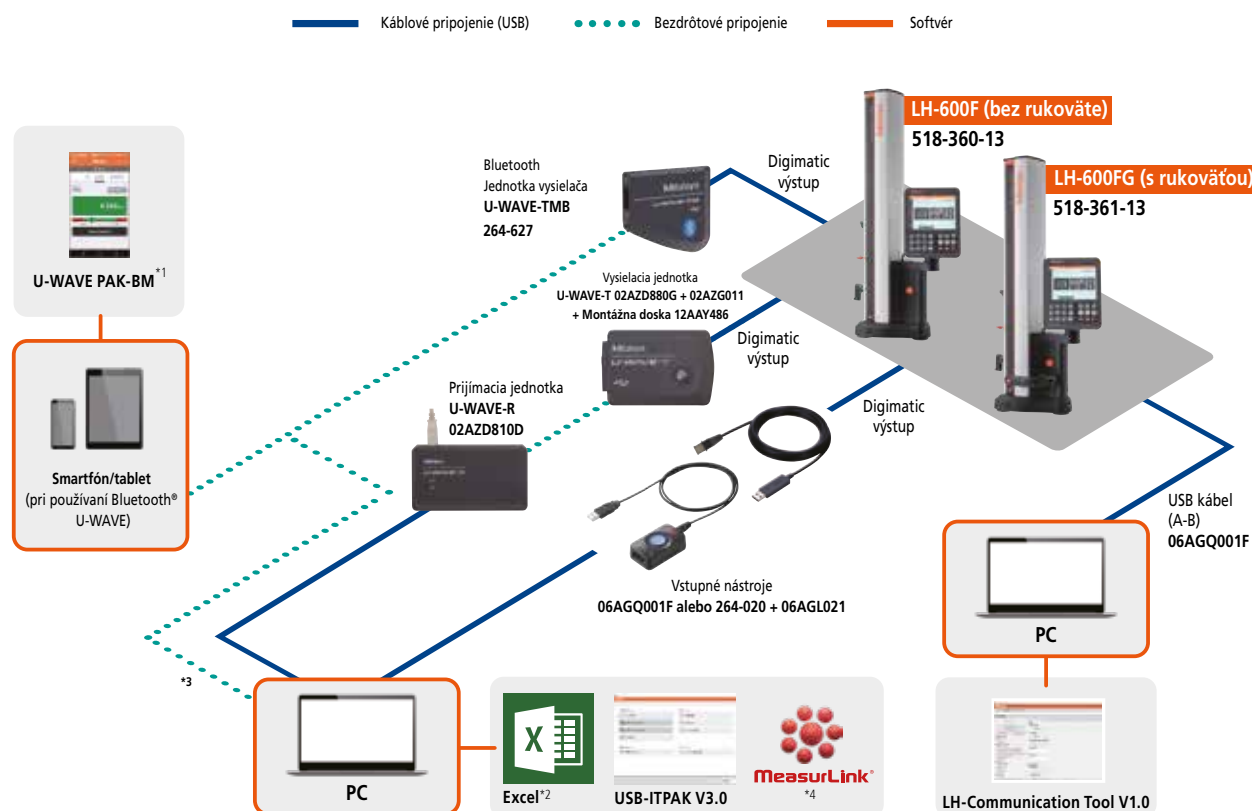 Káblové pripojenie (USB)
Bezdrôtové pripojenie
Softvér
LH-600F (bez rukoväte)
518-360-13
LH-600FG (s rukoväťou)
518-361-13
Bluetooth
Jednotka vysielača
U-WAVE-TMB
264-627
Digimatic
výstup
Mitutoyo
U-WAVE PAK-BM*1
Vysielacia jednotka
U-WAVE-T 02AZD880G + 02AZG011
+ Montážna doska 12AAY486
Digimatic
výstup
Mitutoyo
U-WAVE-T
Prijímacia jednotka
U-WAVE-R
02AZD810D
Digimatic
výstup
Smartfón/tablet
(pri používaní Bluetooth®
U-WAVE)
USB kábel
(A-B)
06AGQ001F
Vstupné nástroje
06AGQ001F alebo 264-020 + 06AGL021
PC
*3
PC
X
Excel*2
USB-ITPAK V3.0
MeasurLink®
*4
LH-Communication Tool V1.0